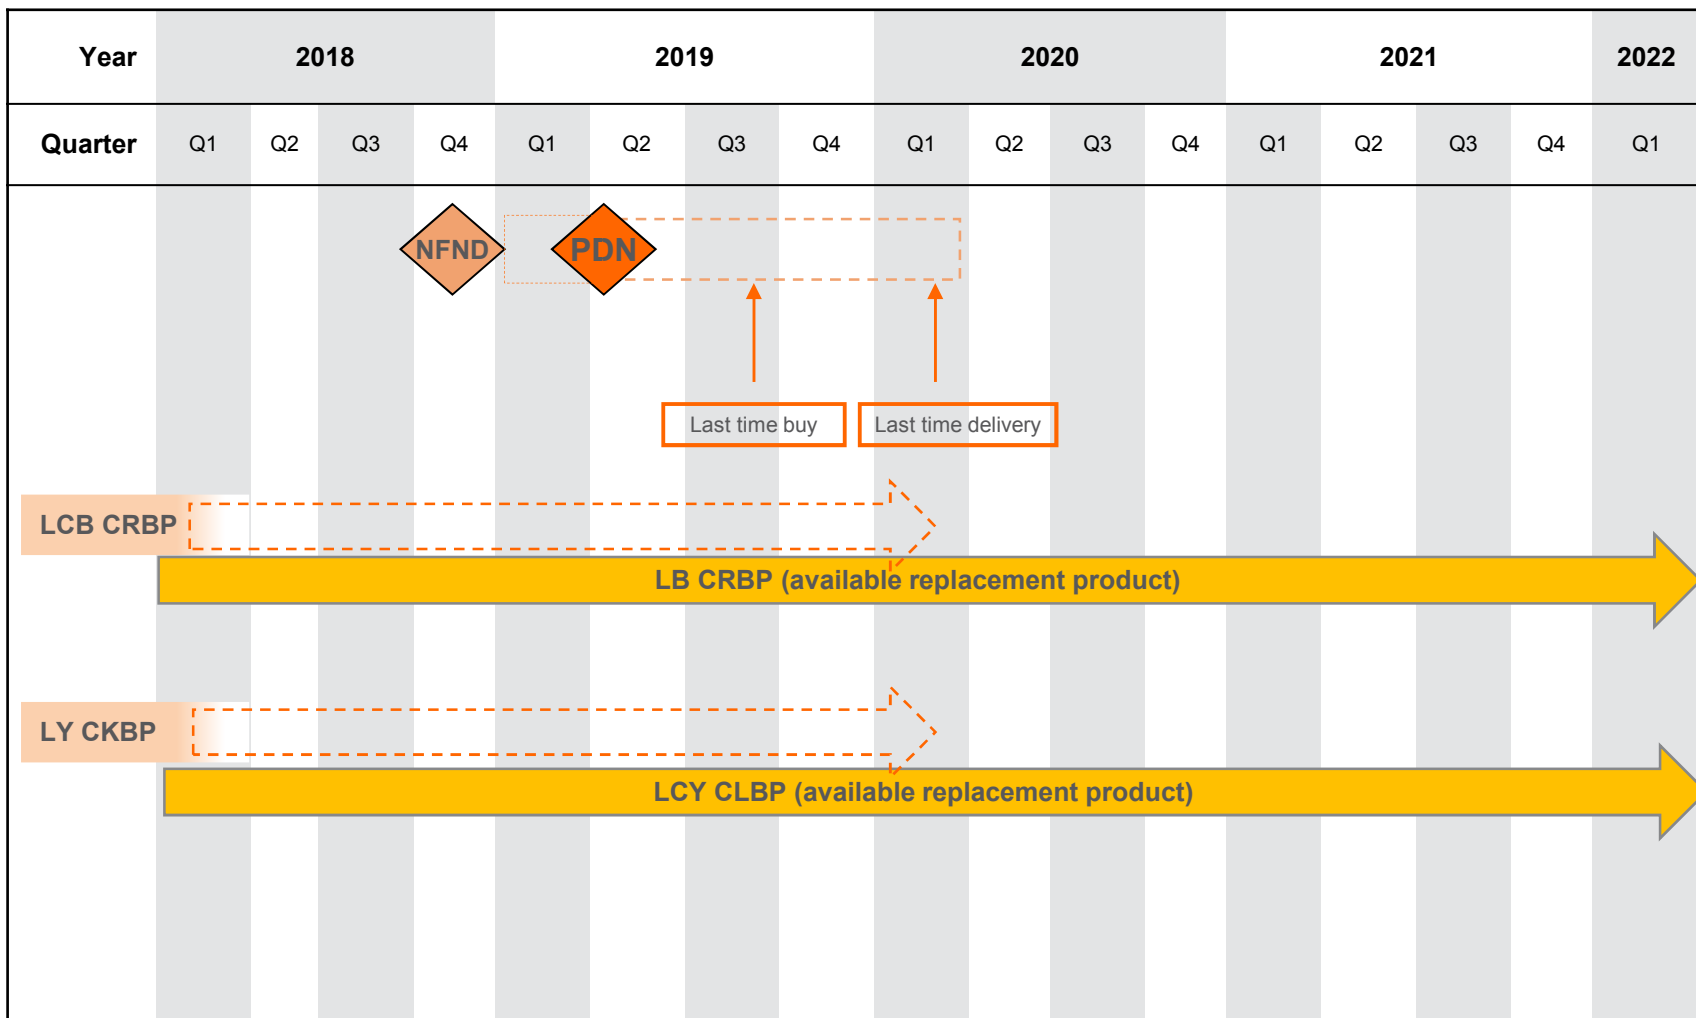 Year 2018 2019 2020 2021 2022
Quarter Q1 Q2 Q3 Q4 Q1 Q2 Q3 Q4 Q1 Q2 Q3 Q4 Q1 Q2 Q3 Q4 Q1
NFND PDN
Last time buy Last time delivery
LCB CRBP
LB CRBP (available replacement product)
LY CKBP
LCY CLBP (available replacement product)